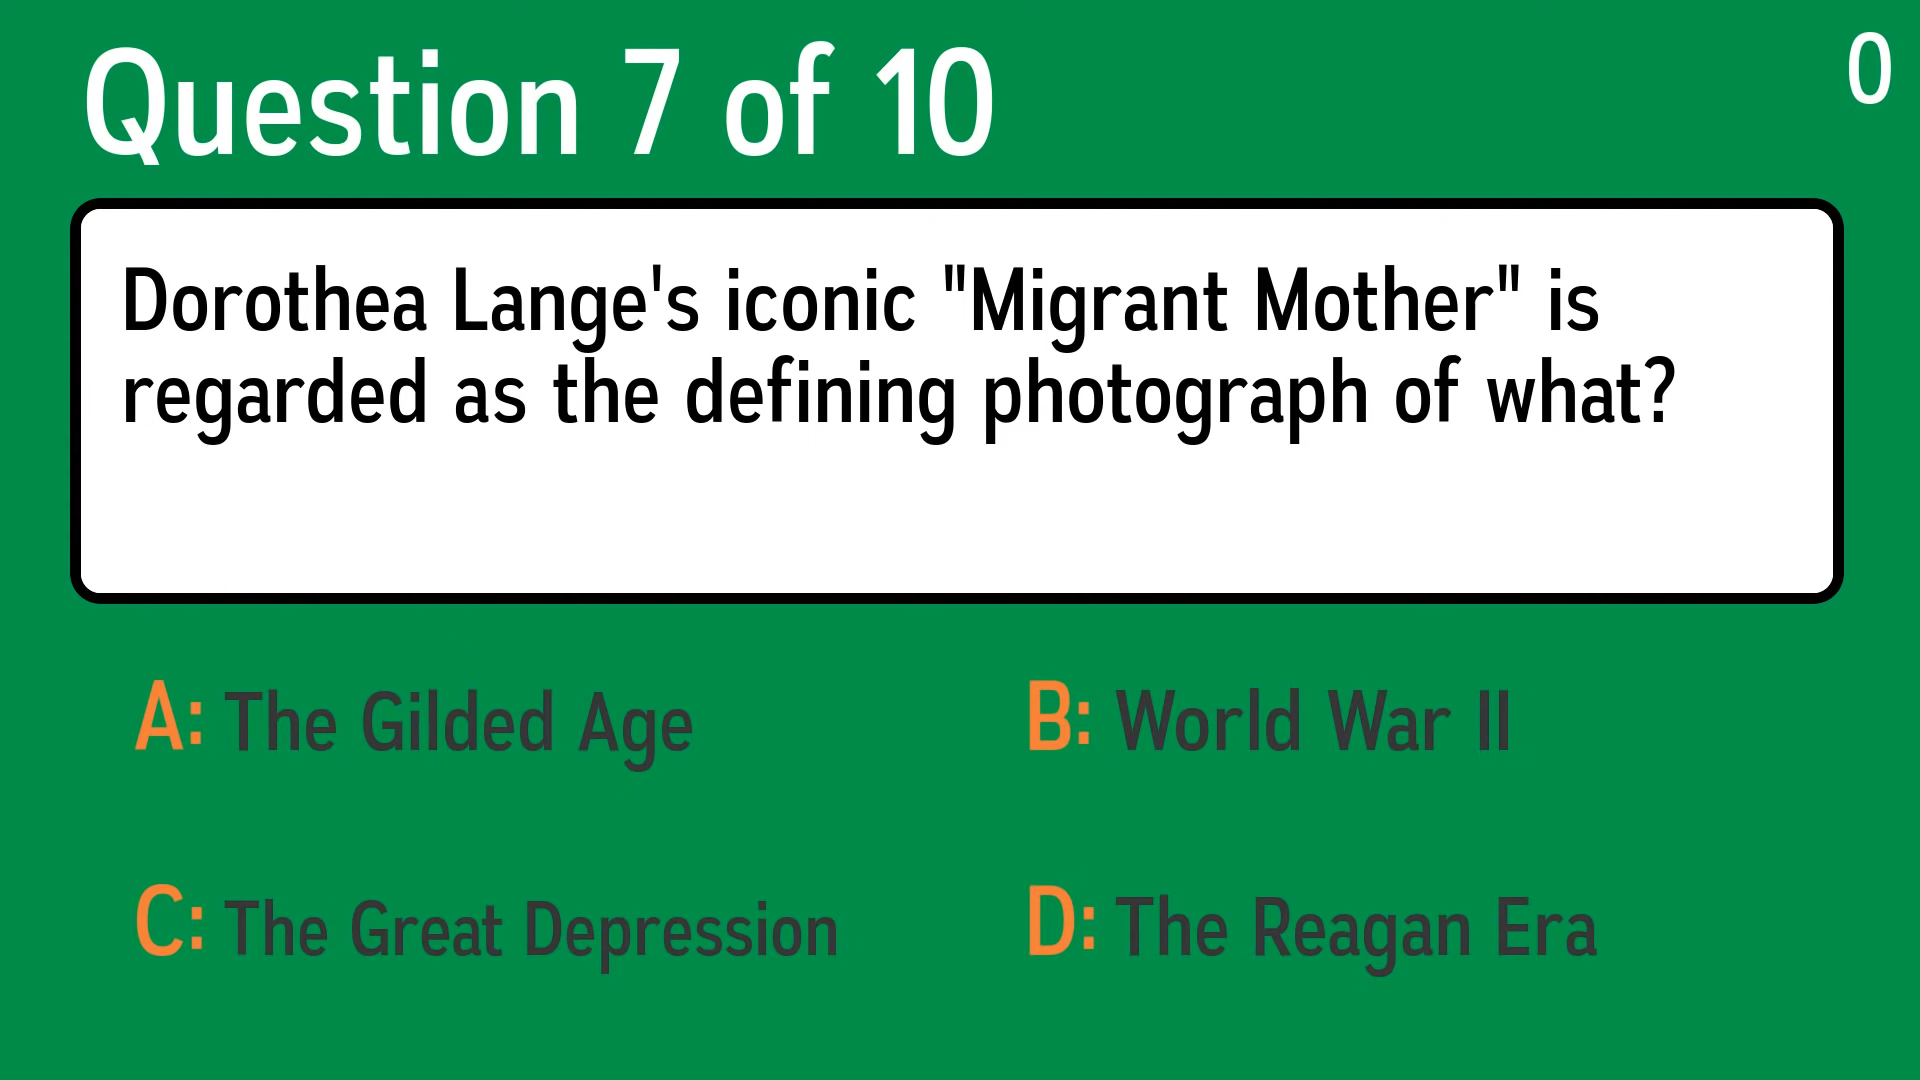 Question 7 of 10
0
Dorothea Lange's iconic "Migrant Mother" is
regarded as the defining photograph of what?
A: The Gilded Age
B: World War II
C: The Great Depression
D: The Reagan Era